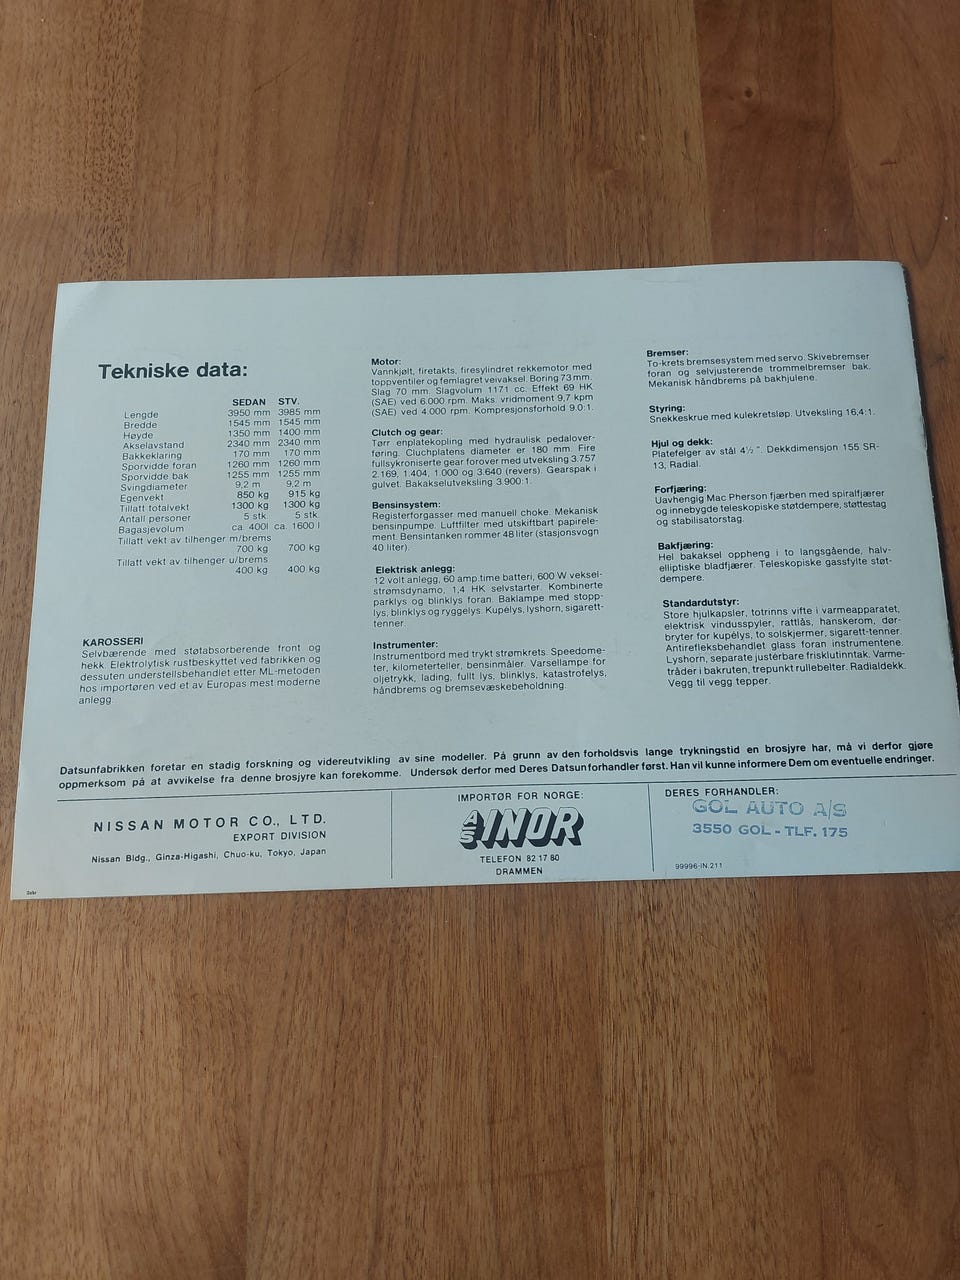 Tekniske data:
SEDAN STV.
Lengde 3950 mm 3985 mm
Bredde 1545 mm 1545 mm
Høyde 1350 mm 1400 mm
Akselavstand 2340 mm 2340 mm
Bakkeklaring 170 mm 170 mm
Sporvidde foran 1260 mm 1260 mm
Sporvidde bak 1255 mm 1255 mm
Svingdiameter 9,2 m 9,2 m
Egenvekt 850 kg 915 kg
Tillatt totalvekt 1300 kg 1300 kg
Antall personer 5 stk. 5 stk.
Bagasjevolum ca. 400l ca. 1600 l
Tillatt vekt av tilhenger m/brems
700 kg 700 kg
Tillatt vekt av tilhenger u/brems
400 kg 400 kg
KAROSSERI
Selvbærende med støtabsorberende front og
hekk. Elektrolytisk rustbeskyttet ved fabrikken og
dessuten understellsbehandlet etter ML-metoden
hos importøren ved et av Europas mest moderne
anlegg.
Motor:
Vannkjølt, firetakts, firesylindret rekkemotor med
toppventiler og femlagret veivaksel. Boring 73 mm.
Slag 70 mm. Slagvolum 1171 cc. Effekt 69 HK
(SAE) ved 6.000 rpm. Maks. vridmoment 9,7 kpm
(SAE) ved 4.000 rpm. Kompresjonsforhold 9.0:1.
Clutch og gear:
Tørr enplatekopling med hydraulisk pedalover-
føring. Cluchplatens diameter er 180 mm. Fire
fullsykroniserte gear forover med utveksling 3.757
2.169, 1.404, 1.000 og 3.640 (revers). Gearspak i
gulvet. Bakakselutveksling 3.900:1.
Bensinsystem:
Registerforgasser med manuell choke. Mekanisk
bensinpumpe. Luftfilter med utskiftbart papirele-
ment. Bensintanken rommer 48 liter (stasjonsvogn
40 liter).
Elektrisk anlegg:
12 volt anlegg, 60 amp.time batteri, 600 W veksel-
strømsdynamo, 1,4 HK selvstarter. Kombinerte
parklys og blinklys foran. Baklampe med stopp-
lys, blinklys og ryggelys. Kupélys, lyshorn, sigarett-
tenner.
Instrumenter:
Instrumentbord med trykt strømkrets. Speedome-
ter, kilometerteller, bensinmåler. Varsellampe for
oljetrykk, lading, fullt lys, blinklys, katastrofelys,
håndbrems og bremsevæskebeholdning.
Bremser:
To-krets bremsesystem med servo. Skivebremser
foran og selvjusterende trommelbremser bak.
Mekanisk håndbrems på bakhjulene.
Styring:
Snekkeskrue med kulekretsløp. Utveksling 16,4:1.
Hjul og dekk:
Platefelger av stål 4½ ". Dekkdimensjon 155 SR-
13, Radial.
Forfjæring:
Uavhengig Mac Pherson fjærben med spiralfjærer
og innebygde teleskopiske støtdempere, støttestag
og stabilisatorstag.
Bakfjæring:
Hel bakaksel oppheng i to langsgående, halv-
elliptiske bladfjærer. Teleskopiske gassfylte støt-
dempere.
Standardutstyr:
Store hjulkapsler, totrinns vifte i varmeapparatet,
elektrisk vindusspyler, rattlås, hanskerom, dør-
bryter for kupélys, to solskjermer, sigarett-tenner.
Antirefleksbehandlet glass foran instrumentene.
Lyshorn, separate justérbare frisklutinntak. Varme-
tråder i bakruten, trepunkt rullebelter. Radialdekk.
Vegg til vegg tepper.
Datsunfabrikken foretar en stadig forskning og videreutvikling av sine modeller. På grunn av den forholdsvis lange trykningstid en brosjyre har, må vi derfor gjøre
oppmerksom på at avvikelse fra denne brosjyre kan forekomme. Undersøk derfor med Deres Datsunforhandler først. Han vil kunne informere Dem om eventuelle endringer.
NISSAN MOTOR CO., LTD.
EXPORT DIVISION
Nissan Bldg., Ginza-Higashi, Chuo-ku, Tokyo, Japan
IMPORTØR FOR NORGE:
A/S INOR
TELEFON 82 17 80
DRAMMEN
DERES FORHANDLER:
GOL AUTO A/S
3550 GOL - TLF. 175
99996-IN.211